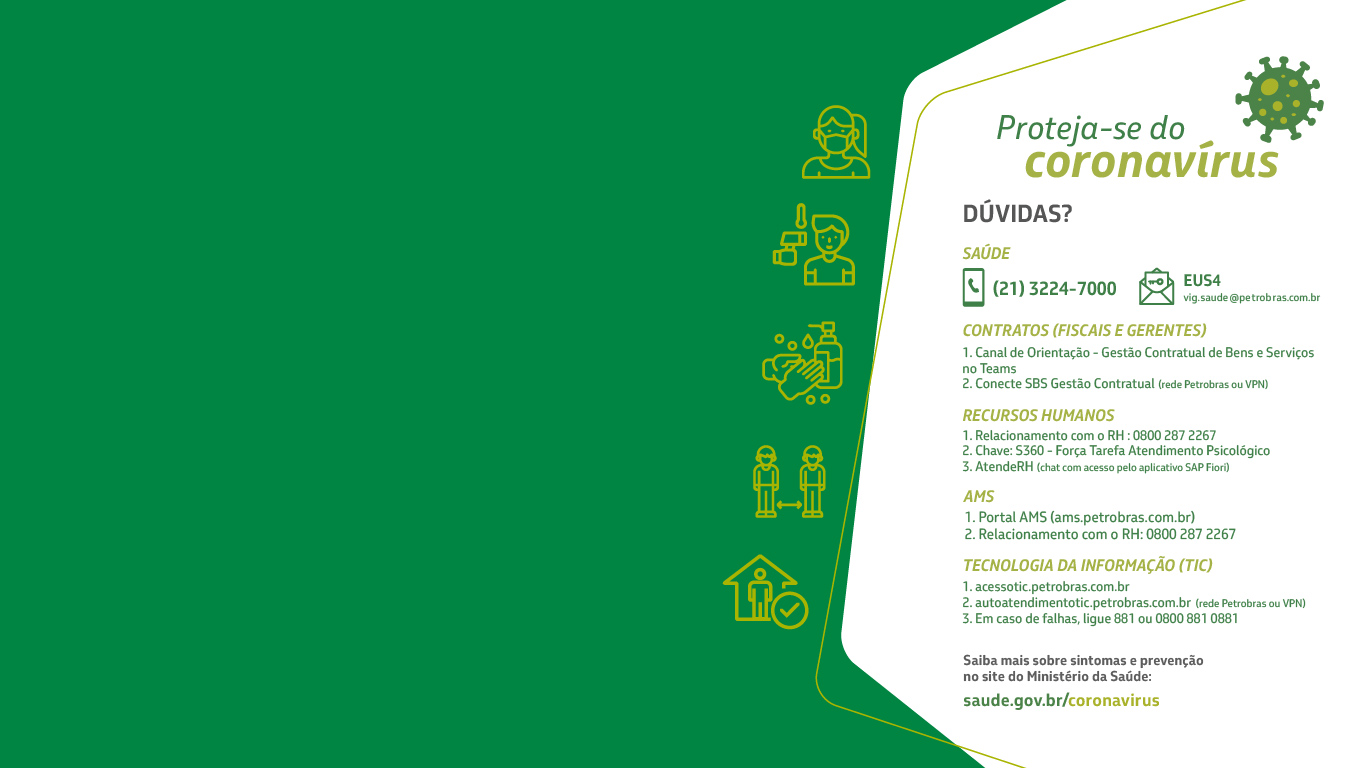 Proteja-se do
coronavírus
DÚVIDAS?
SAÚDE
(21) 3224-7000
EUS4
vig.saude@petrobras.com.br
CONTRATOS (FISCAIS E GERENTES)
1. Canal de Orientação - Gestão Contratual de Bens e Serviços
no Teams
2. Conecte SBS Gestão Contratual (rede Petrobras ou VPN)
RECURSOS HUMANOS
1. Relacionamento com o RH : 0800 287 2267
2. Chave: S360 - Força Tarefa Atendimento Psicológico
3. AtendeRH (chat com acesso pelo aplicativo SAP Fiori)
AMS
1. Portal AMS (ams.petrobras.com.br)
2. Relacionamento com o RH: 0800 287 2267
TECNOLOGIA DA INFORMAÇÃO (TIC)
1. acessotic.petrobras.com.br
2. autoatendimentotic.petrobras.com.br (rede Petrobras ou VPN)
3. Em caso de falhas, ligue 881 ou 0800 881 0881
Saiba mais sobre sintomas e prevenção
no site do Ministério da Saúde:
saude.gov.br/coronavirus